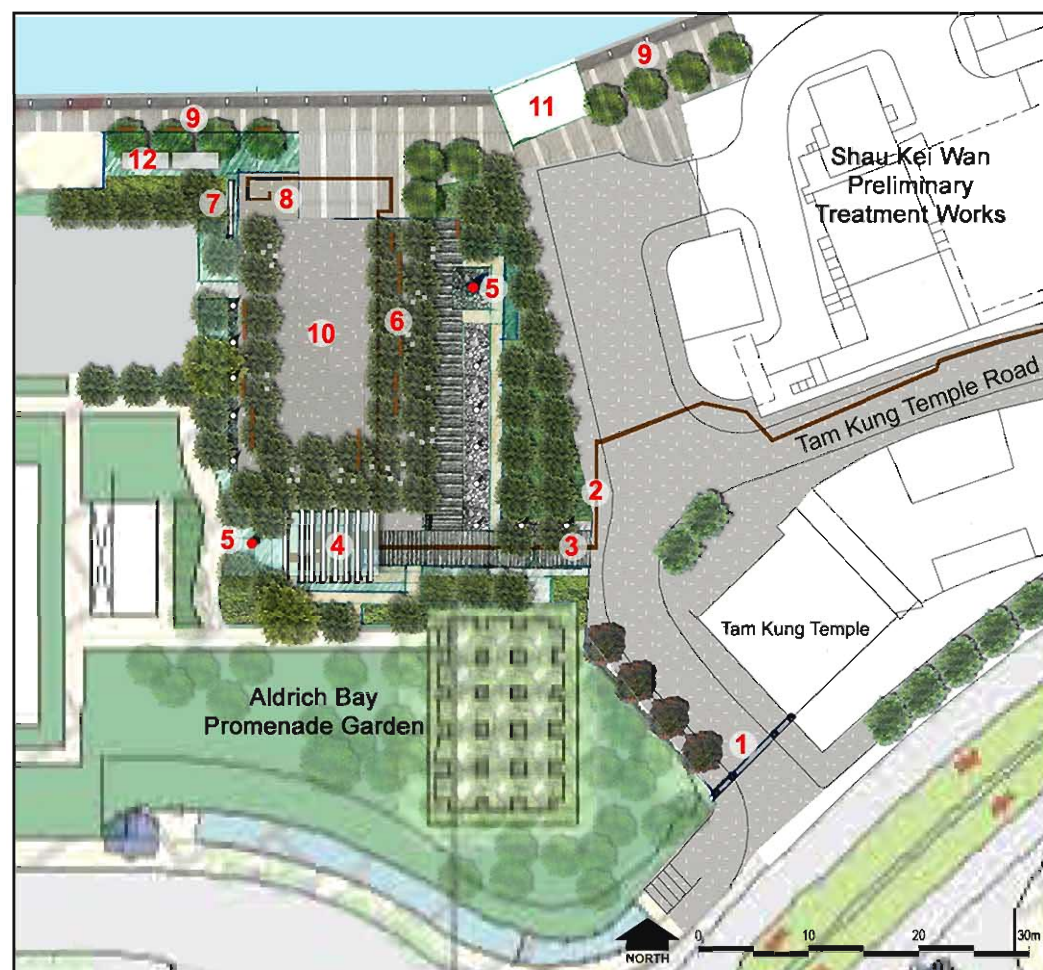 9
11
9
12
Shau Kei Wan
Preliminary
Treatment Works
7
8
5
6
10
Tam Kung Temple Road
2
5
4
3
Tam Kung Temple
Aldrich Bay
Promenade Garden
1
0 10 20 30m
NORTH